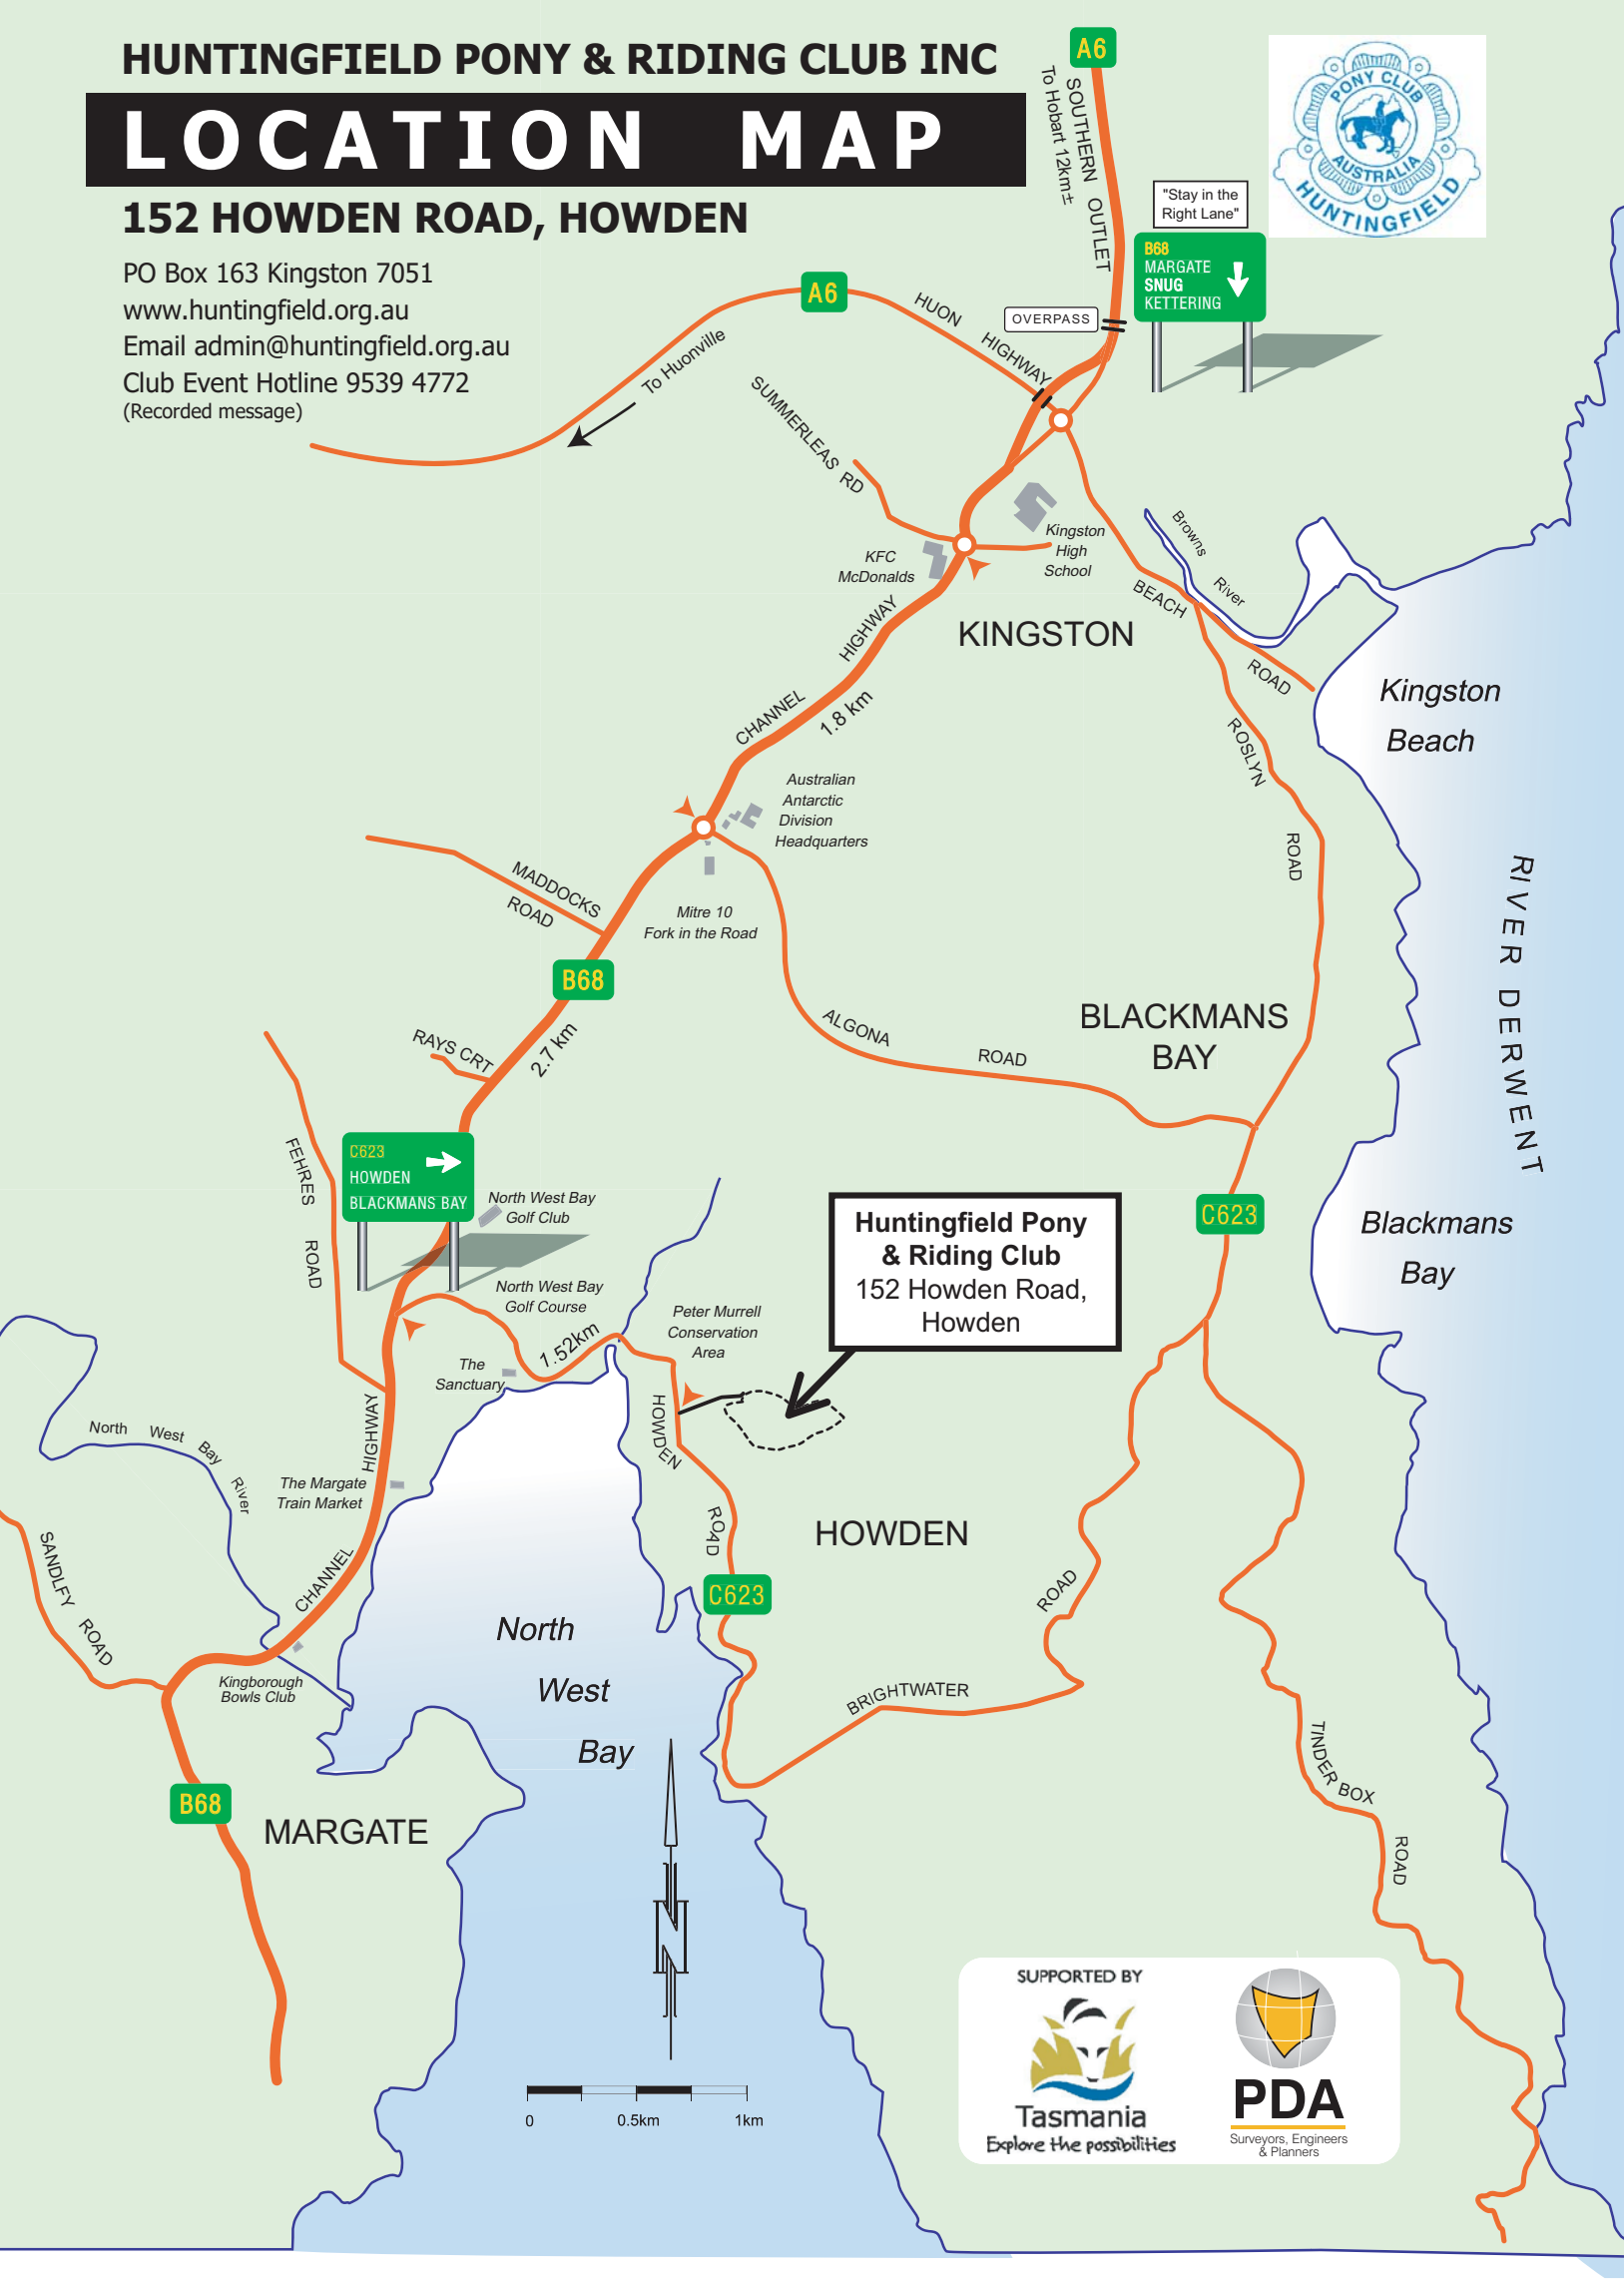 HUNTINGFIELD PONY & RIDING CLUB INC
LOCATION MAP
152 HOWDEN ROAD, HOWDEN
PO Box 163 Kingston 7051
www.huntingfield.org.au
Email admin@huntingfield.org.au
Club Event Hotline 9539 4772
(Recorded message)
A6
SOUTHERN OUTLET
To Hobart 12km±
PONY CLUB
AUSTRALIA
HUNTINGFIELD
"Stay in the
Right Lane"
B68
MARGATE
SNUG
KETTERING
OVERPASS
A6
HUON HIGHWAY
To Huonville
SUMMERLEAS RD
KFC
McDonalds
Kingston
High
School
KINGSTON
Browns River
BEACH ROAD
Kingston
Beach
ROSLYN ROAD
CHANNEL HIGHWAY
1.8 km
Australian
Antarctic
Division
Headquarters
Mitre 10
Fork in the Road
MADDOCKS
ROAD
B68
2.7 km
RAYS CRT
ALGONA ROAD
BLACKMANS
BAY
RIVER DERWENT
FEHRES ROAD
C623
HOWDEN
BLACKMANS BAY
North West Bay
Golf Club
North West Bay
Golf Course
1.52km
The
Sanctuary
Peter Murrell
Conservation
Area
Huntingfield Pony
& Riding Club
152 Howden Road,
Howden
C623
Blackmans
Bay
North West Bay River
The Margate
Train Market
CHANNEL HIGHWAY
HOWDEN ROAD
HOWDEN
C623
SANDLFY ROAD
Kingborough
Bowls Club
North
West
Bay
BRIGHTWATER ROAD
TINDER BOX ROAD
B68
MARGATE
N
0 0.5km 1km
SUPPORTED BY
Tasmania
Explore the possibilities
PDA
Surveyors, Engineers
& Planners